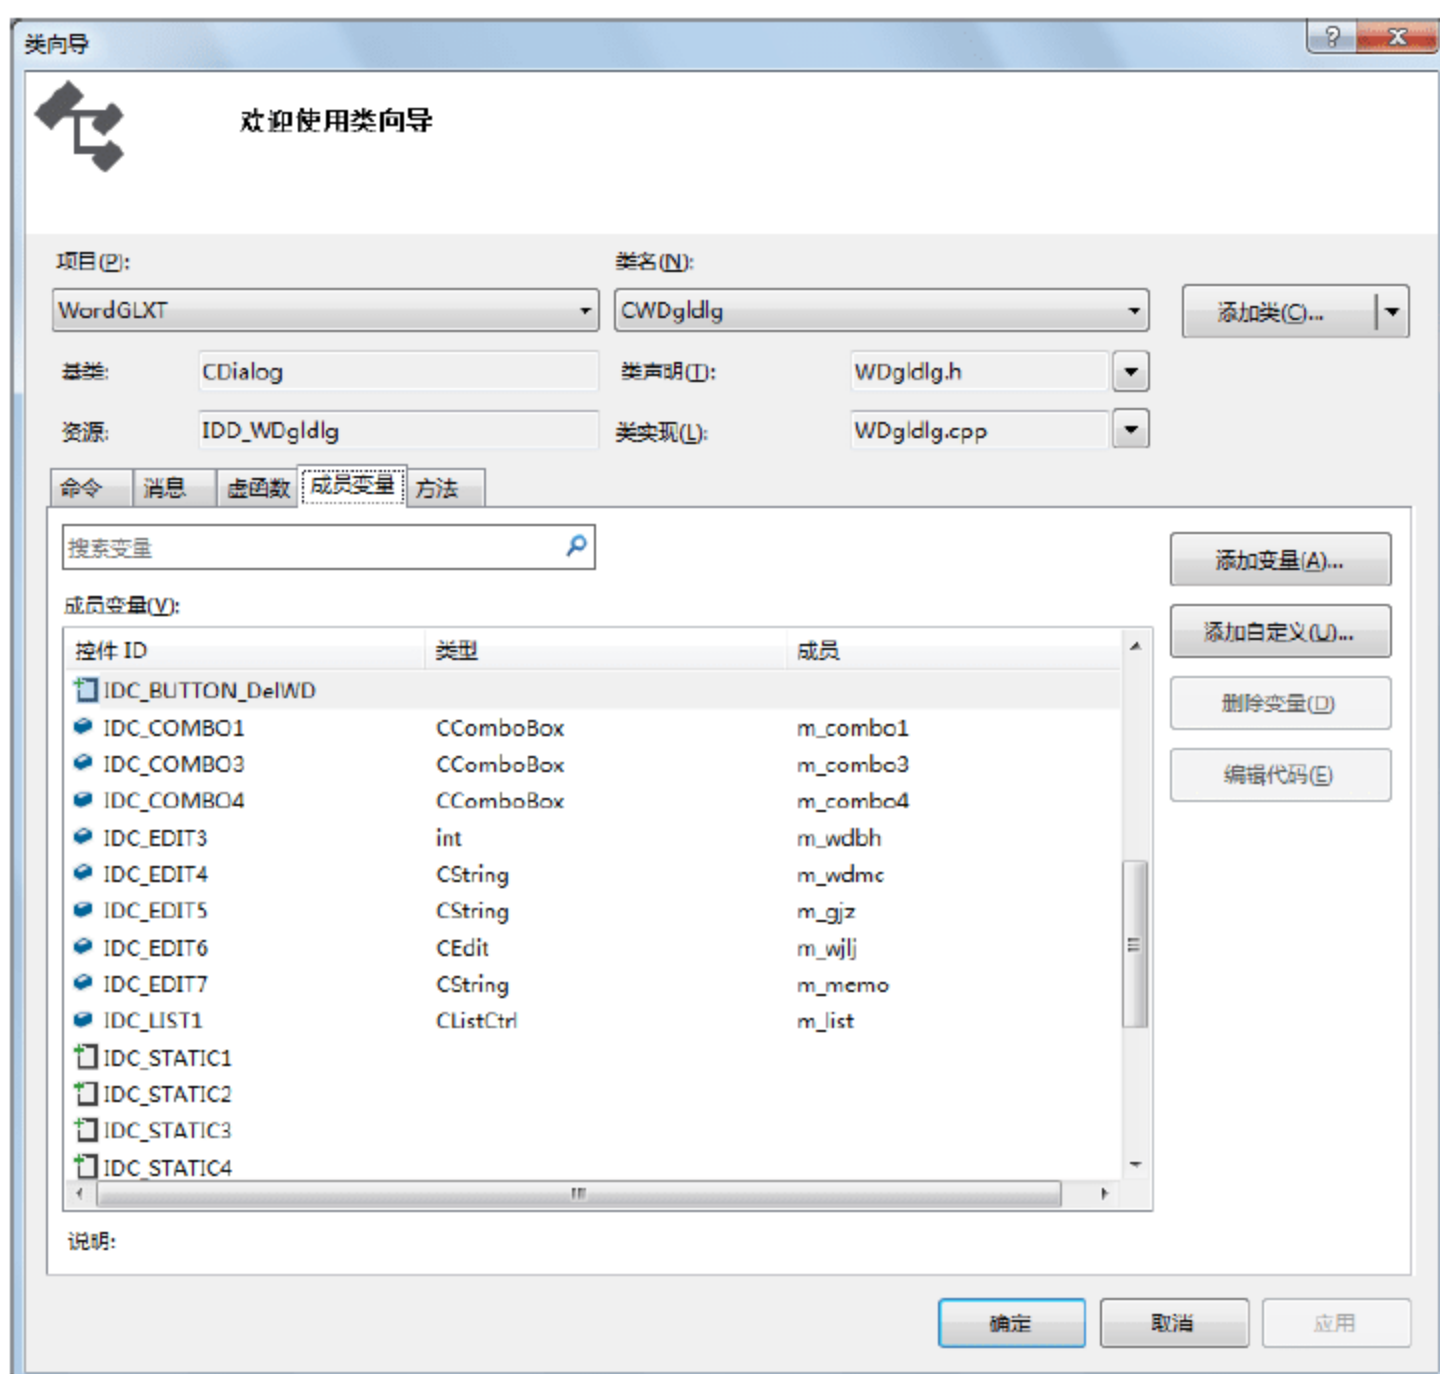 类向导
欢迎使用类向导
项目(P):
类名(N):
WordGLXT
CWDgldlg
添加类(C)...
基类:
CDialog
类声明(T):
WDgldlg.h
资源:
IDD_WDgldlg
类实现(L):
WDgldlg.cpp
命令 消息 虚函数 成员变量 方法
搜索变量
添加变量(A)...
成员变量(V):
添加自定义(U)...
控件 ID 类型 成员
IDC_BUTTON_DelWD
删除变量(D)
IDC_COMBO1 CComboBox m_combo1
IDC_COMBO3 CComboBox m_combo3
编辑代码(E)
IDC_COMBO4 CComboBox m_combo4
IDC_EDIT3 int m_wdbh
IDC_EDIT4 CString m_wdmc
IDC_EDIT5 CString m_gjz
IDC_EDIT6 CEdit m_wjlj
IDC_EDIT7 CString m_memo
IDC_LIST1 CListCtrl m_list
IDC_STATIC1
IDC_STATIC2
IDC_STATIC3
IDC_STATIC4
说明:
确定 取消 应用